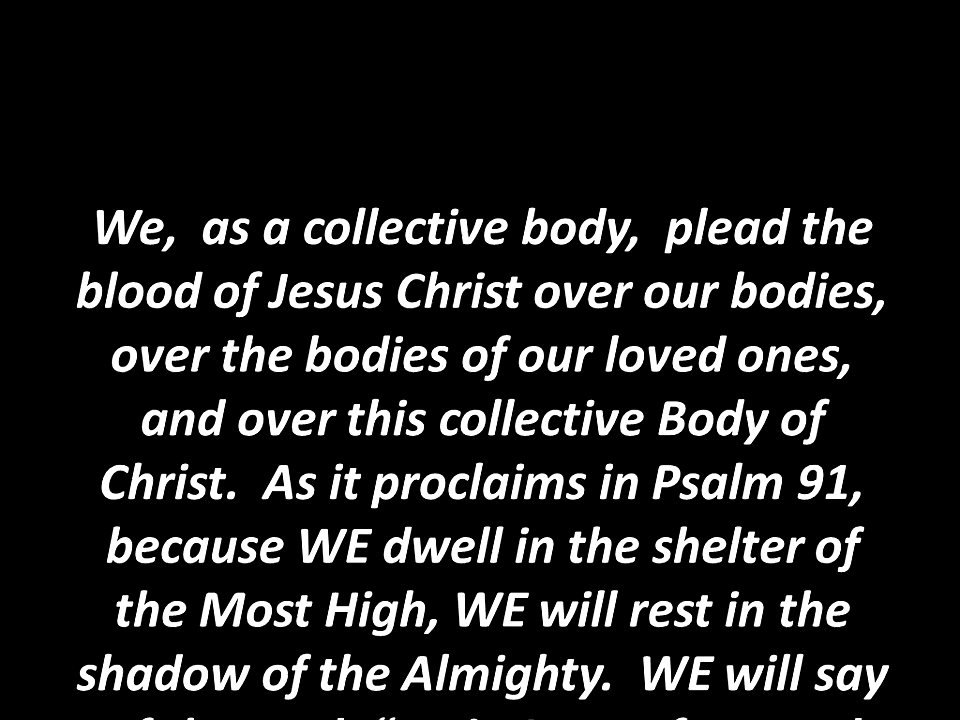 We,  as a collective body,  plead the
blood of Jesus Christ over our bodies,
over the bodies of our loved ones,
and over this collective Body of
Christ.  As it proclaims in Psalm 91,
because WE dwell in the shelter of
the Most High, WE will rest in the
shadow of the Almighty.  WE will say